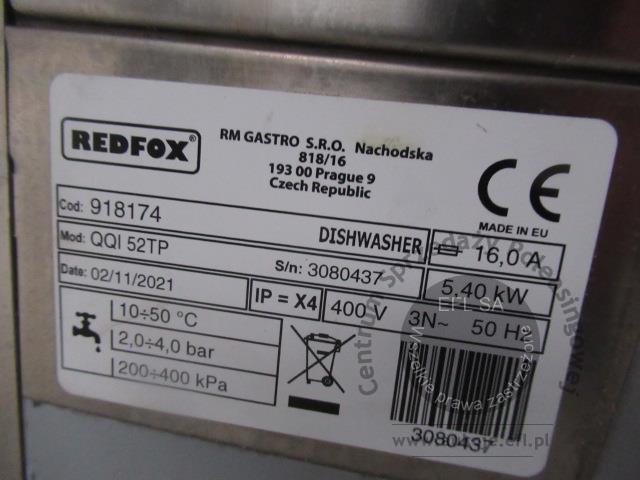 REDFOX®
RM GASTRO S.R.O. Nachodska
818/16
193 00 Prague 9
Czech Republic
CE
MADE IN EU
Cod: 918174
Mod: QQI 52TP
DISHWASHER
16,0 A
Date: 02/11/2021
S/n: 3080437
5,40 kW
IP = X4
400 V 3N~ 50 Hz
10÷50 °C
2,0÷4,0 bar
200÷400 kPa
3080437
Centrum Sprzedaży Poleasingowej
EFL SA
Wszelkie prawa zastrzeżone